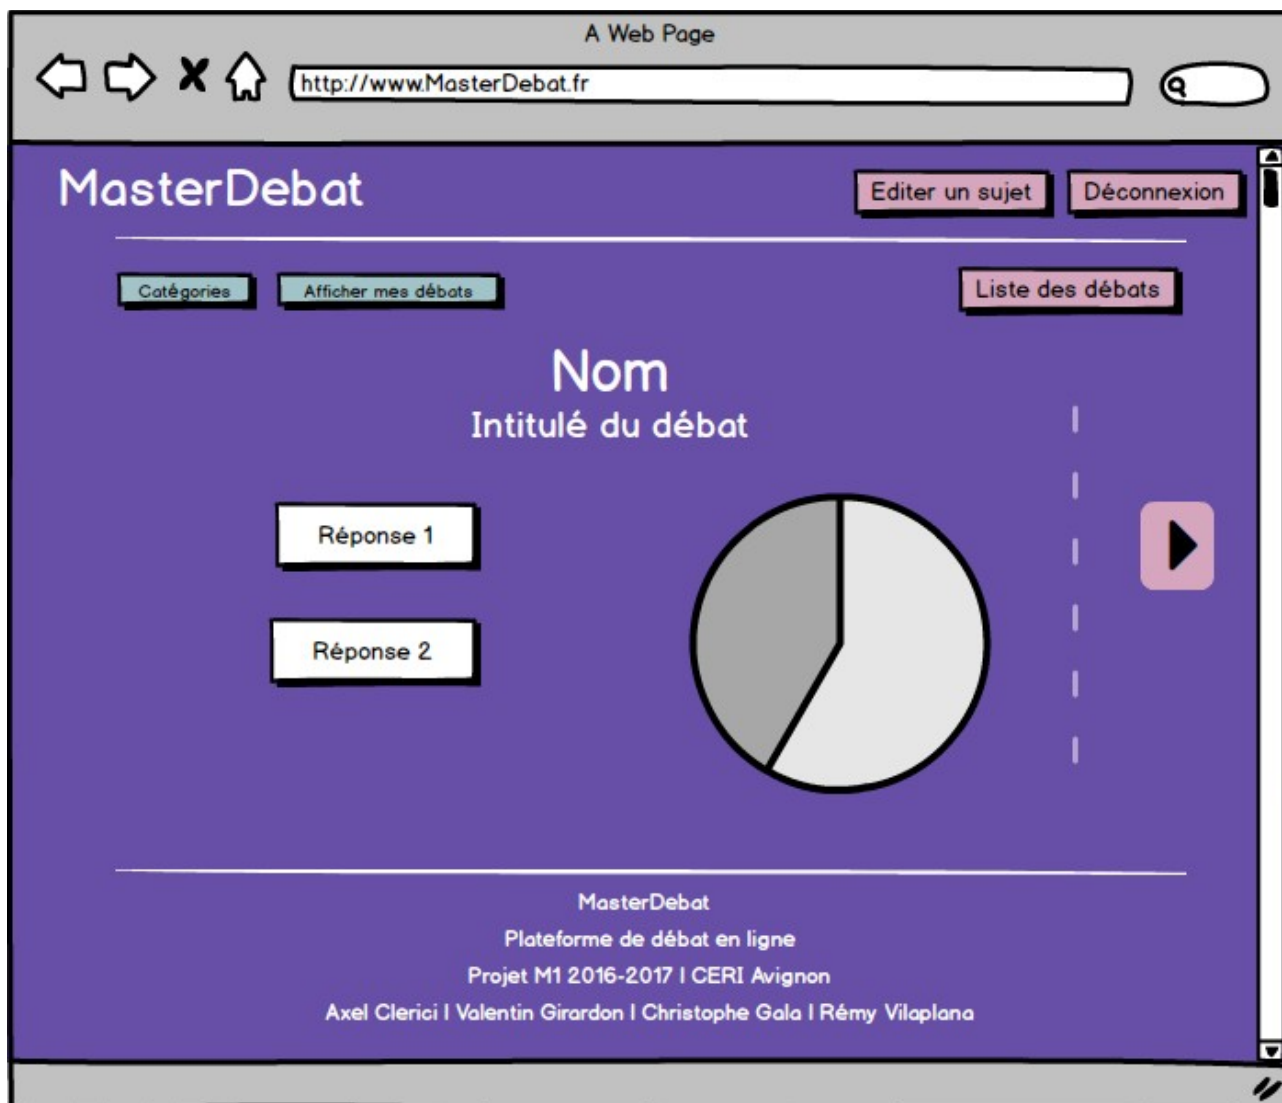 A Web Page
http://www.MasterDebat.fr
MasterDebat
Editer un sujet
Déconnexion
Catégories
Afficher mes débats
Liste des débats
Nom
Intitulé du débat
Réponse 1
Réponse 2
MasterDebat
Plateforme de débat en ligne
Projet M1 2016-2017 | CERI Avignon
Axel Clerici | Valentin Girardon | Christophe Gala | Rémy Vilaplana